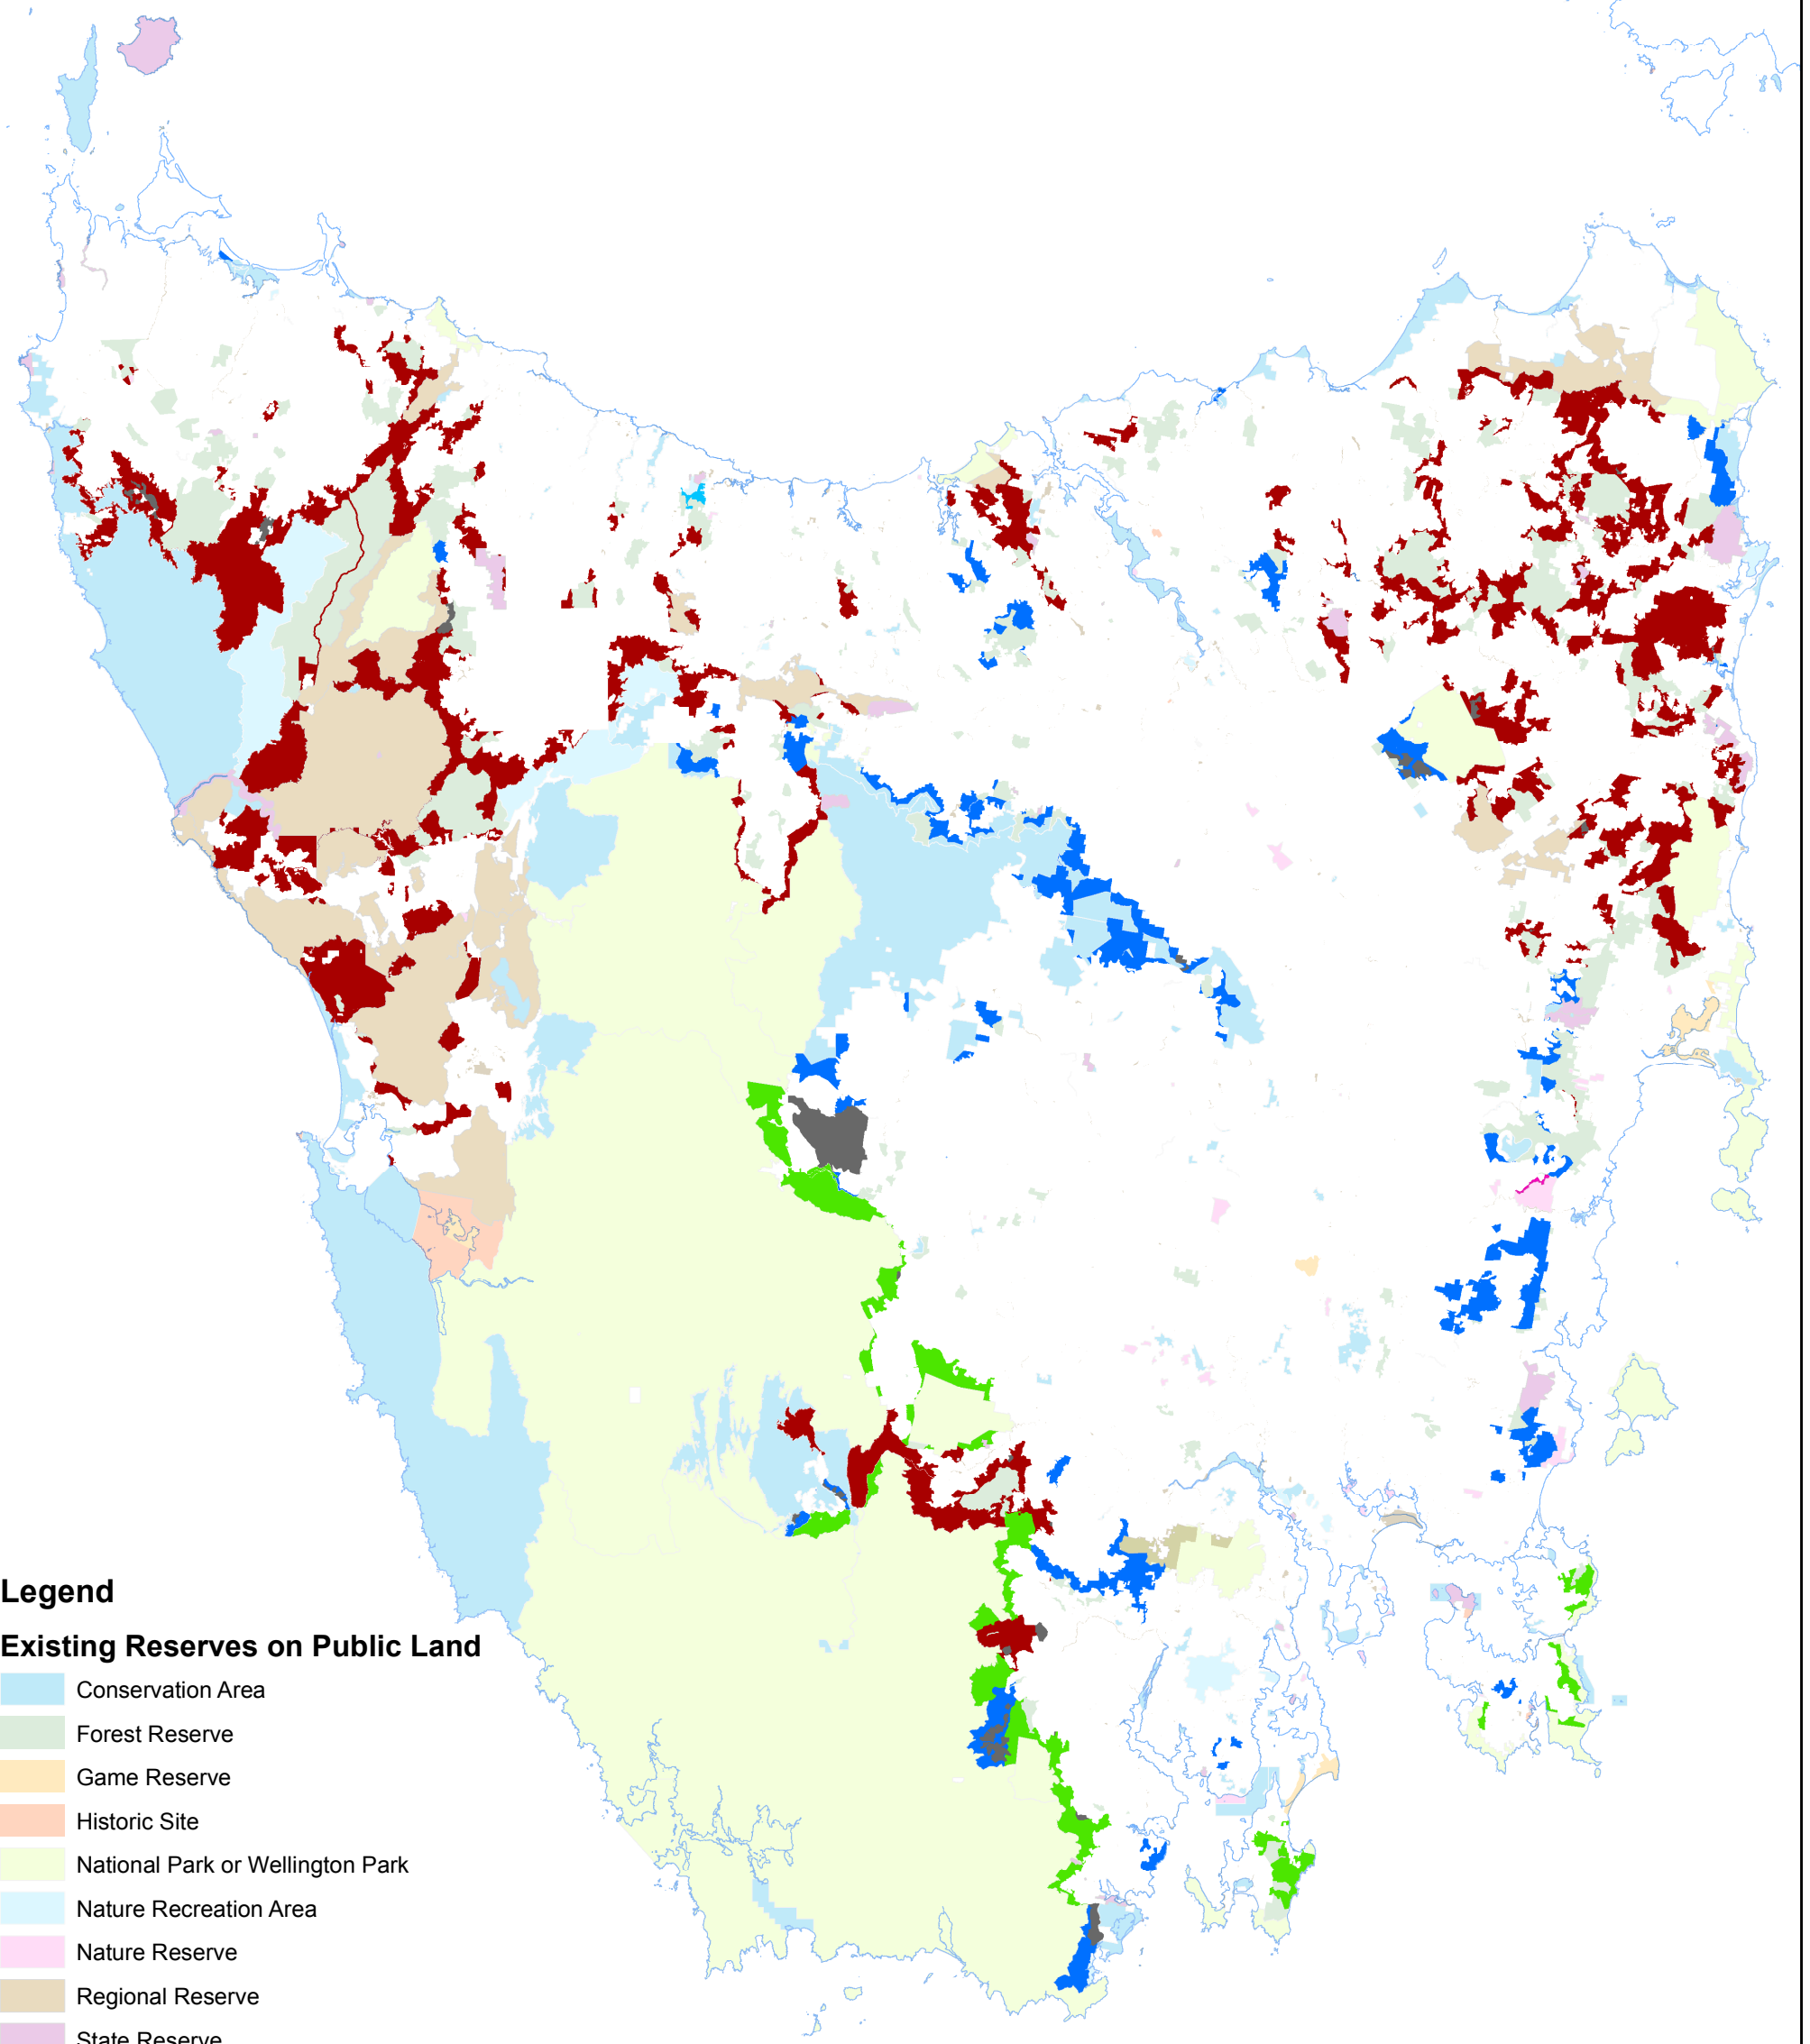 Legend
Existing Reserves on Public Land
Conservation Area
Forest Reserve
Game Reserve
Historic Site
National Park or Wellington Park
Nature Recreation Area
Nature Reserve
Regional Reserve
State Reserve